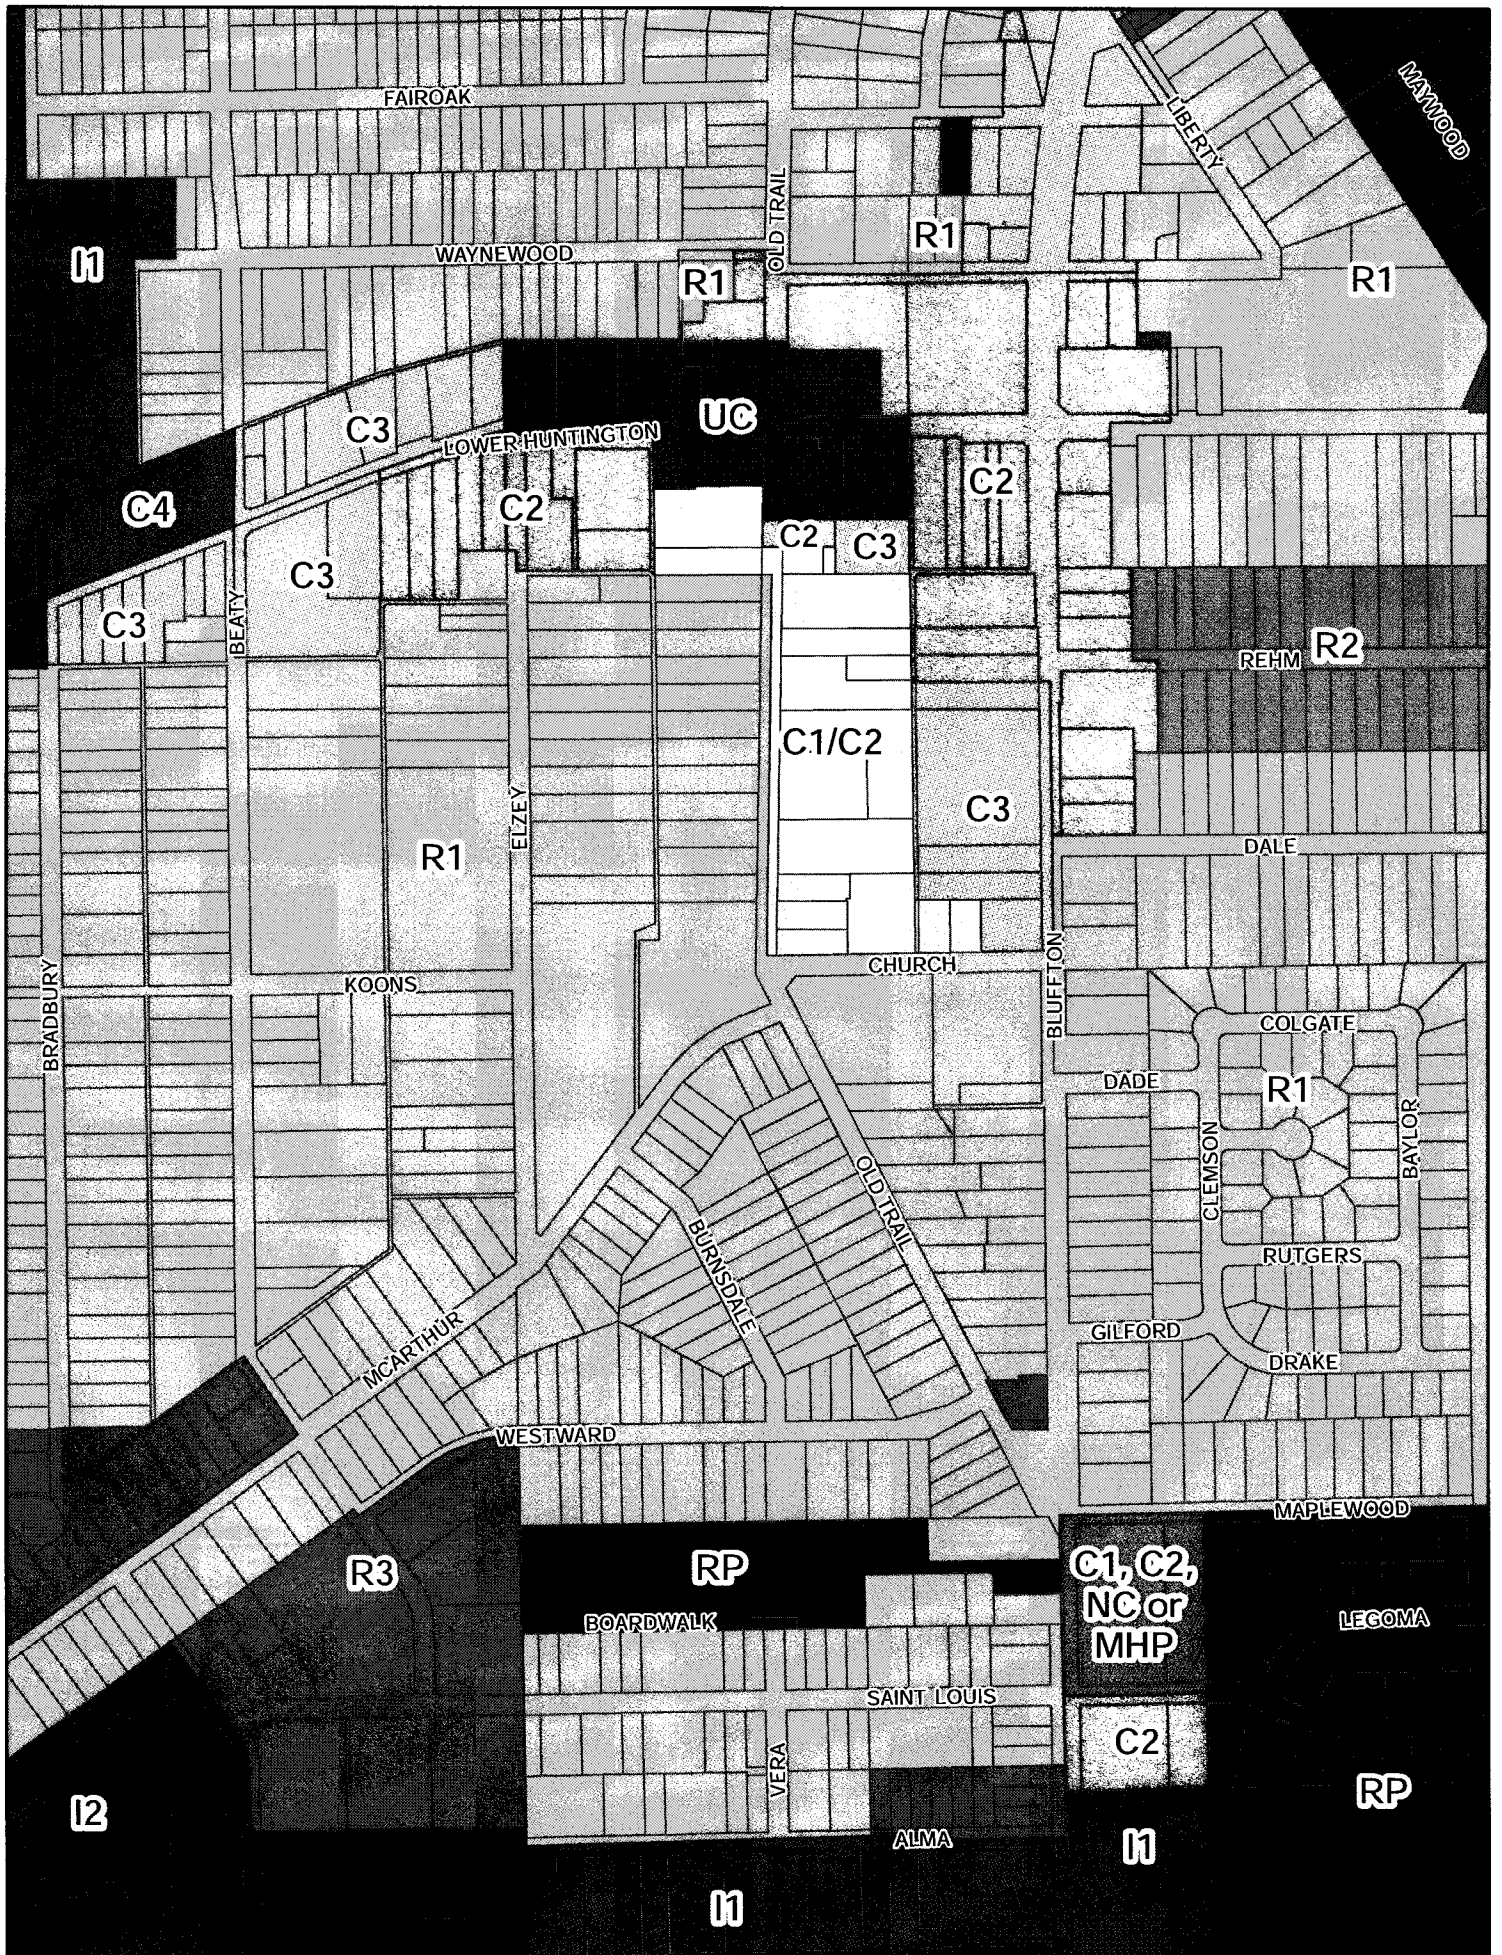 MAYWOOD
FAIROAK
LIBERTY
OLD TRAIL
R1
WAYNEWOOD
I1
R1
R1
C3
UC
LOWER HUNTINGTON
C2
C4
C2
C2
C3
C3
C3
BEATY
R2
REHM
C1/C2
C3
ELZEY
DALE
R1
BLUFFTON
CHURCH
BRADBURY
KOONS
COLGATE
DADE
R1
BAYLOR
CLEMSON
OLD TRAIL
BURNSDALE
RUTGERS
MCARTHUR
GILFORD
DRAKE
WESTWARD
MAPLEWOOD
R3
RP
C1, C2,
NC or
MHP
LEGOMA
BOARDWALK
SAINT LOUIS
C2
VERA
RP
I2
ALMA
I1
I1